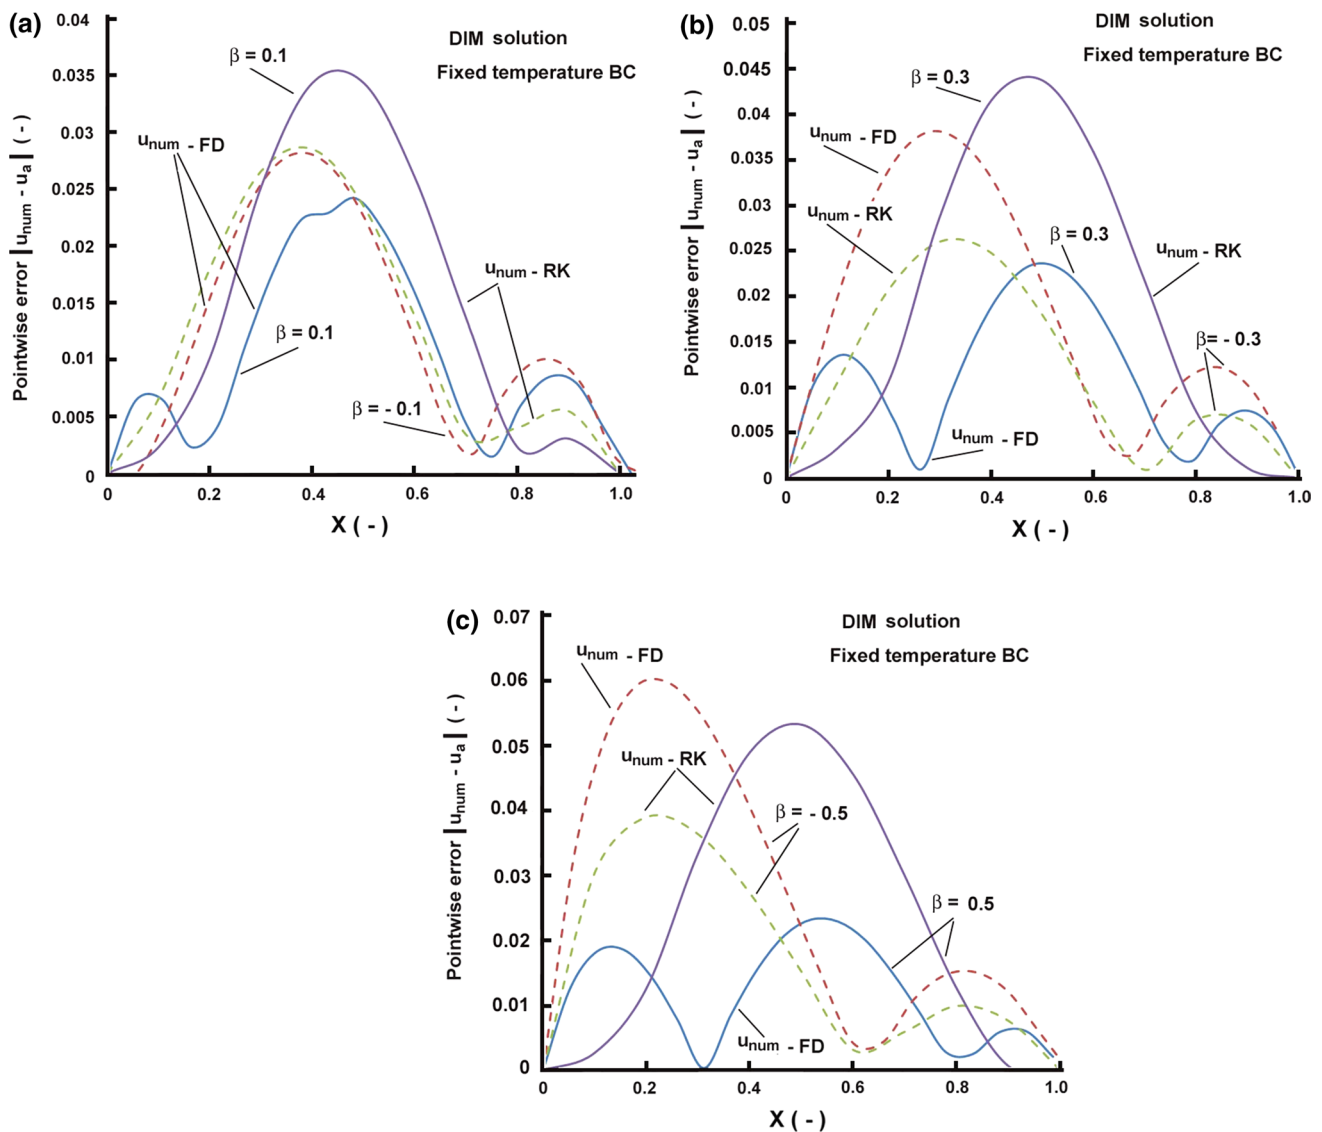 (a)
DIM solution
Fixed temperature BC
β = 0.1
unum - FD
unum - RK
β = 0.1
β = - 0.1
Pointwise error |unum - ua| ( - )
0.04
0.035
0.03
0.025
0.02
0.015
0.01
0.005
0
0 0.2 0.4 0.6 0.8 1.0
X ( - )
(b)
DIM solution
Fixed temperature BC
β = 0.3
unum - FD
unum - RK
β = 0.3
unum - RK
β= - 0.3
unum - FD
Pointwise error |unum - ua| ( - )
0.05
0.045
0.04
0.035
0.03
0.025
0.02
0.015
0.01
0.005
0
0 0.2 0.4 0.6 0.8 1.0
X ( - )
(c)
DIM solution
Fixed temperature BC
unum - FD
unum - RK
β = - 0.5
β = 0.5
unum - FD
Pointwise error |unum - ua| ( - )
0.07
0.06
0.05
0.04
0.03
0.02
0.01
0
0 0.2 0.4 0.6 0.8 1.0
X ( - )